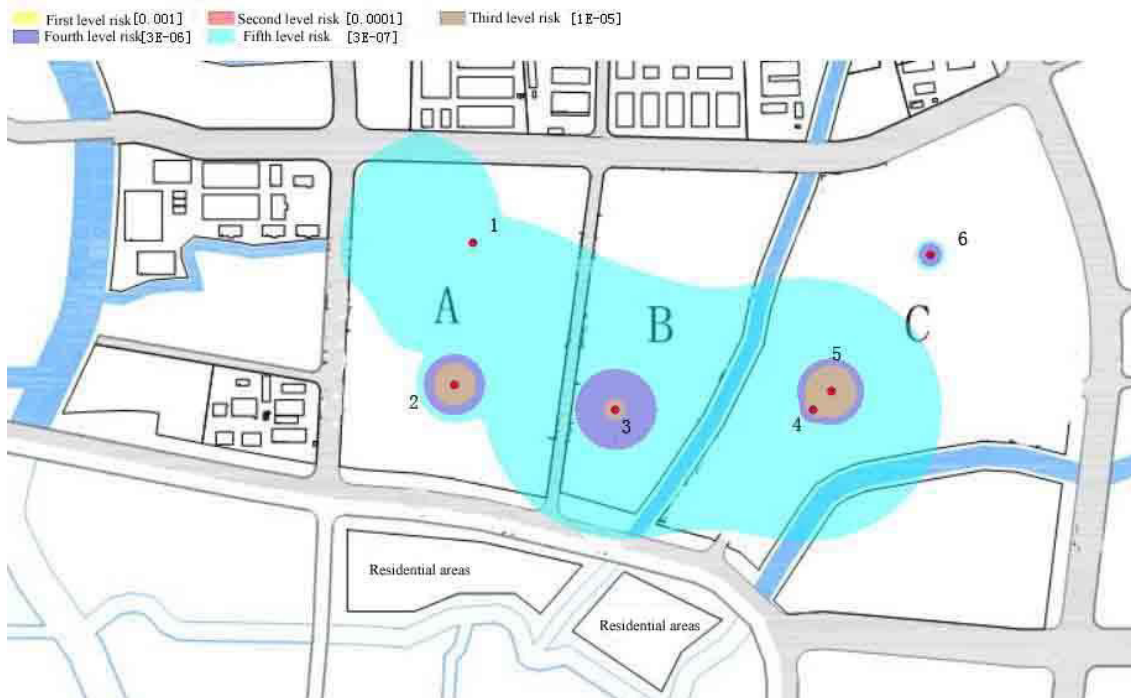 First level risk [0.001] Second level risk [0.0001] Third level risk [1E-05]
Fourth level risk[3E-06] Fifth level risk [3E-07]
1
6
A
B
C
5
2
3
4
Residential areas
Residential areas